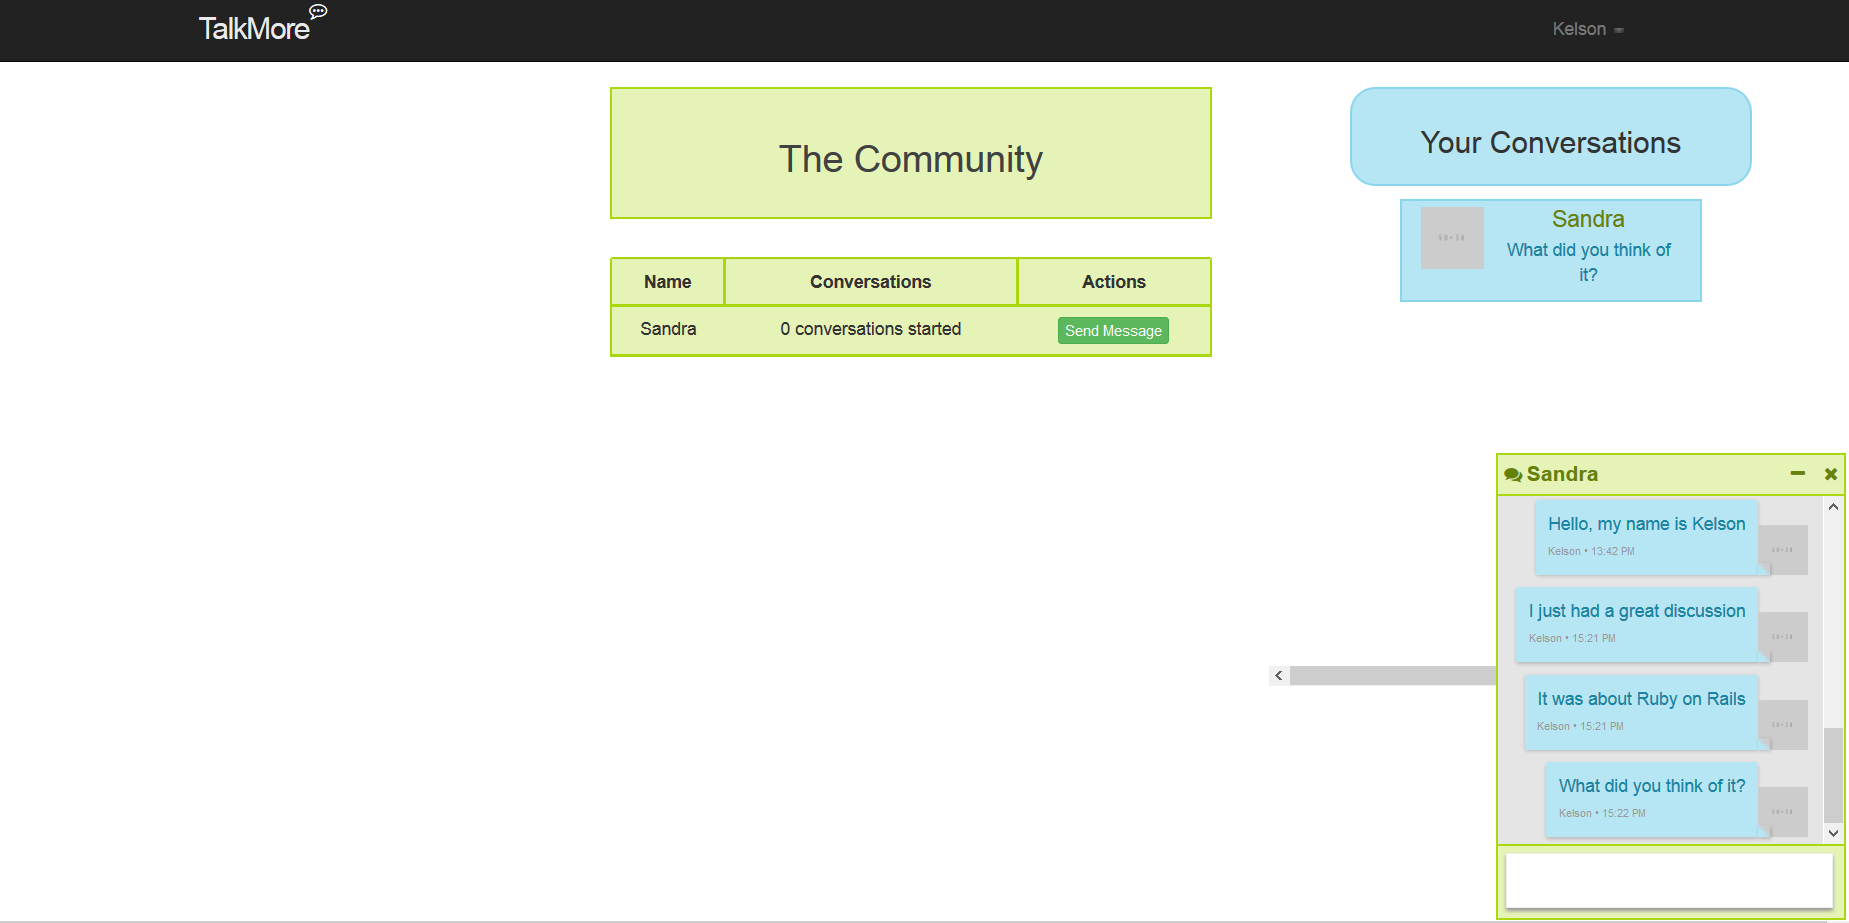 TalkMore
Kelson
The Community
Name Conversations Actions
Sandra 0 conversations started Send Message
Your Conversations
Sandra
What did you think of
it?
Sandra
Hello, my name is Kelson
Kelson • 13:42 PM
I just had a great discussion
Kelson • 15:21 PM
It was about Ruby on Rails
Kelson • 15:21 PM
What did you think of it?
Kelson • 15:22 PM